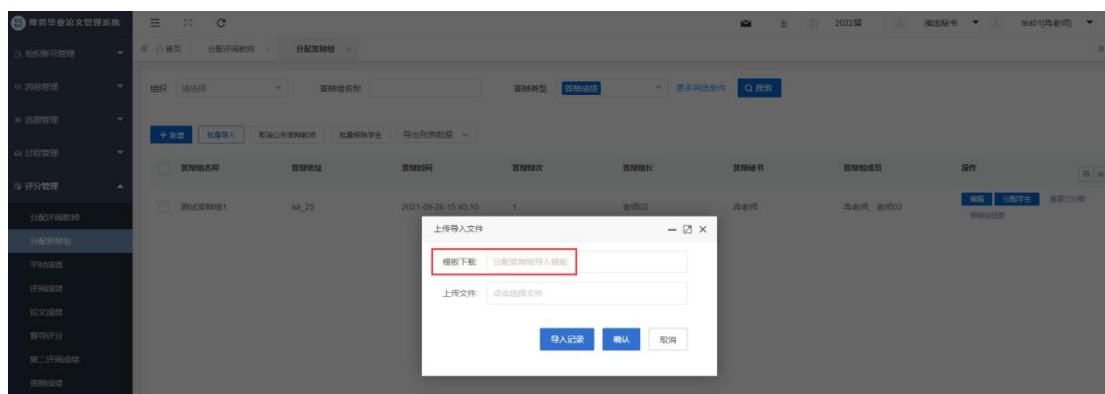 维普毕业论文管理系统
2022届 指定秘书 tea01[冉老师]
组织账号管理
首页 分配评阅教师 分配答辩组
消息管理
组织 请选择 答辩组名称 答辩类型 答辩成绩 更多筛选条件 搜索
选题管理
新增 批量导入 取消公布答辩教师 批量移除学生 导出列表数据
过程管理
答辩组名称 答辩地址 答辩时间 答辩次 答辩组长 答辩秘书 答辩组成员 操作
评分管理
测试答辩组1 aa_25 2021-09-26 15:45:10 1 老师02 冉老师 冉老师, 老师02 编辑 分配学生 查看已分配
答辩组信息
分配评阅教师
上传导入文件
分配答辩组
模板下载: 分配答辩组导入模板
平时成绩
评阅成绩
上传文件: 点击选择文件
论文成绩
督导评分
导入记录 确认 取消
第二评阅成绩
答辩成绩